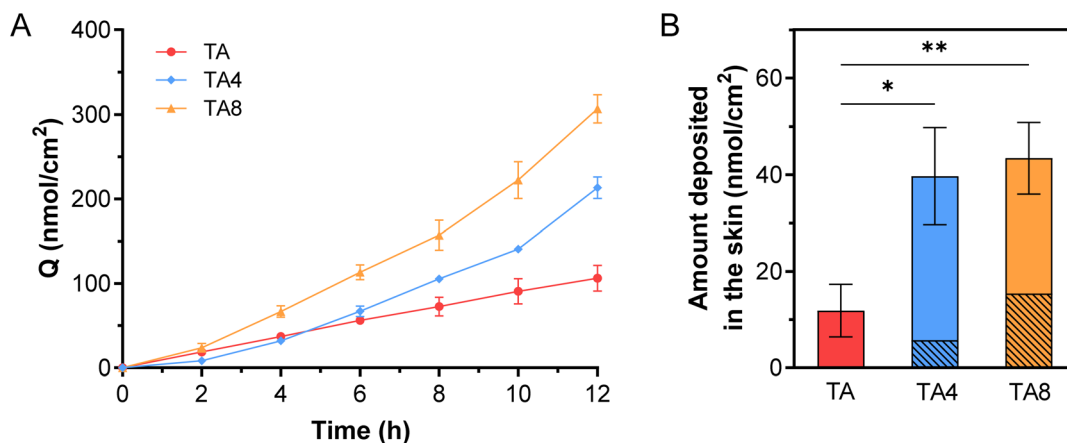 A
Q (nmol/cm²)
400
300
200
100
0
TA
TA4
TA8
0 2 4 6 8 10 12
Time (h)
B
Amount deposited
in the skin (nmol/cm²)
60
40
20
0
**
*
TA TA4 TA8